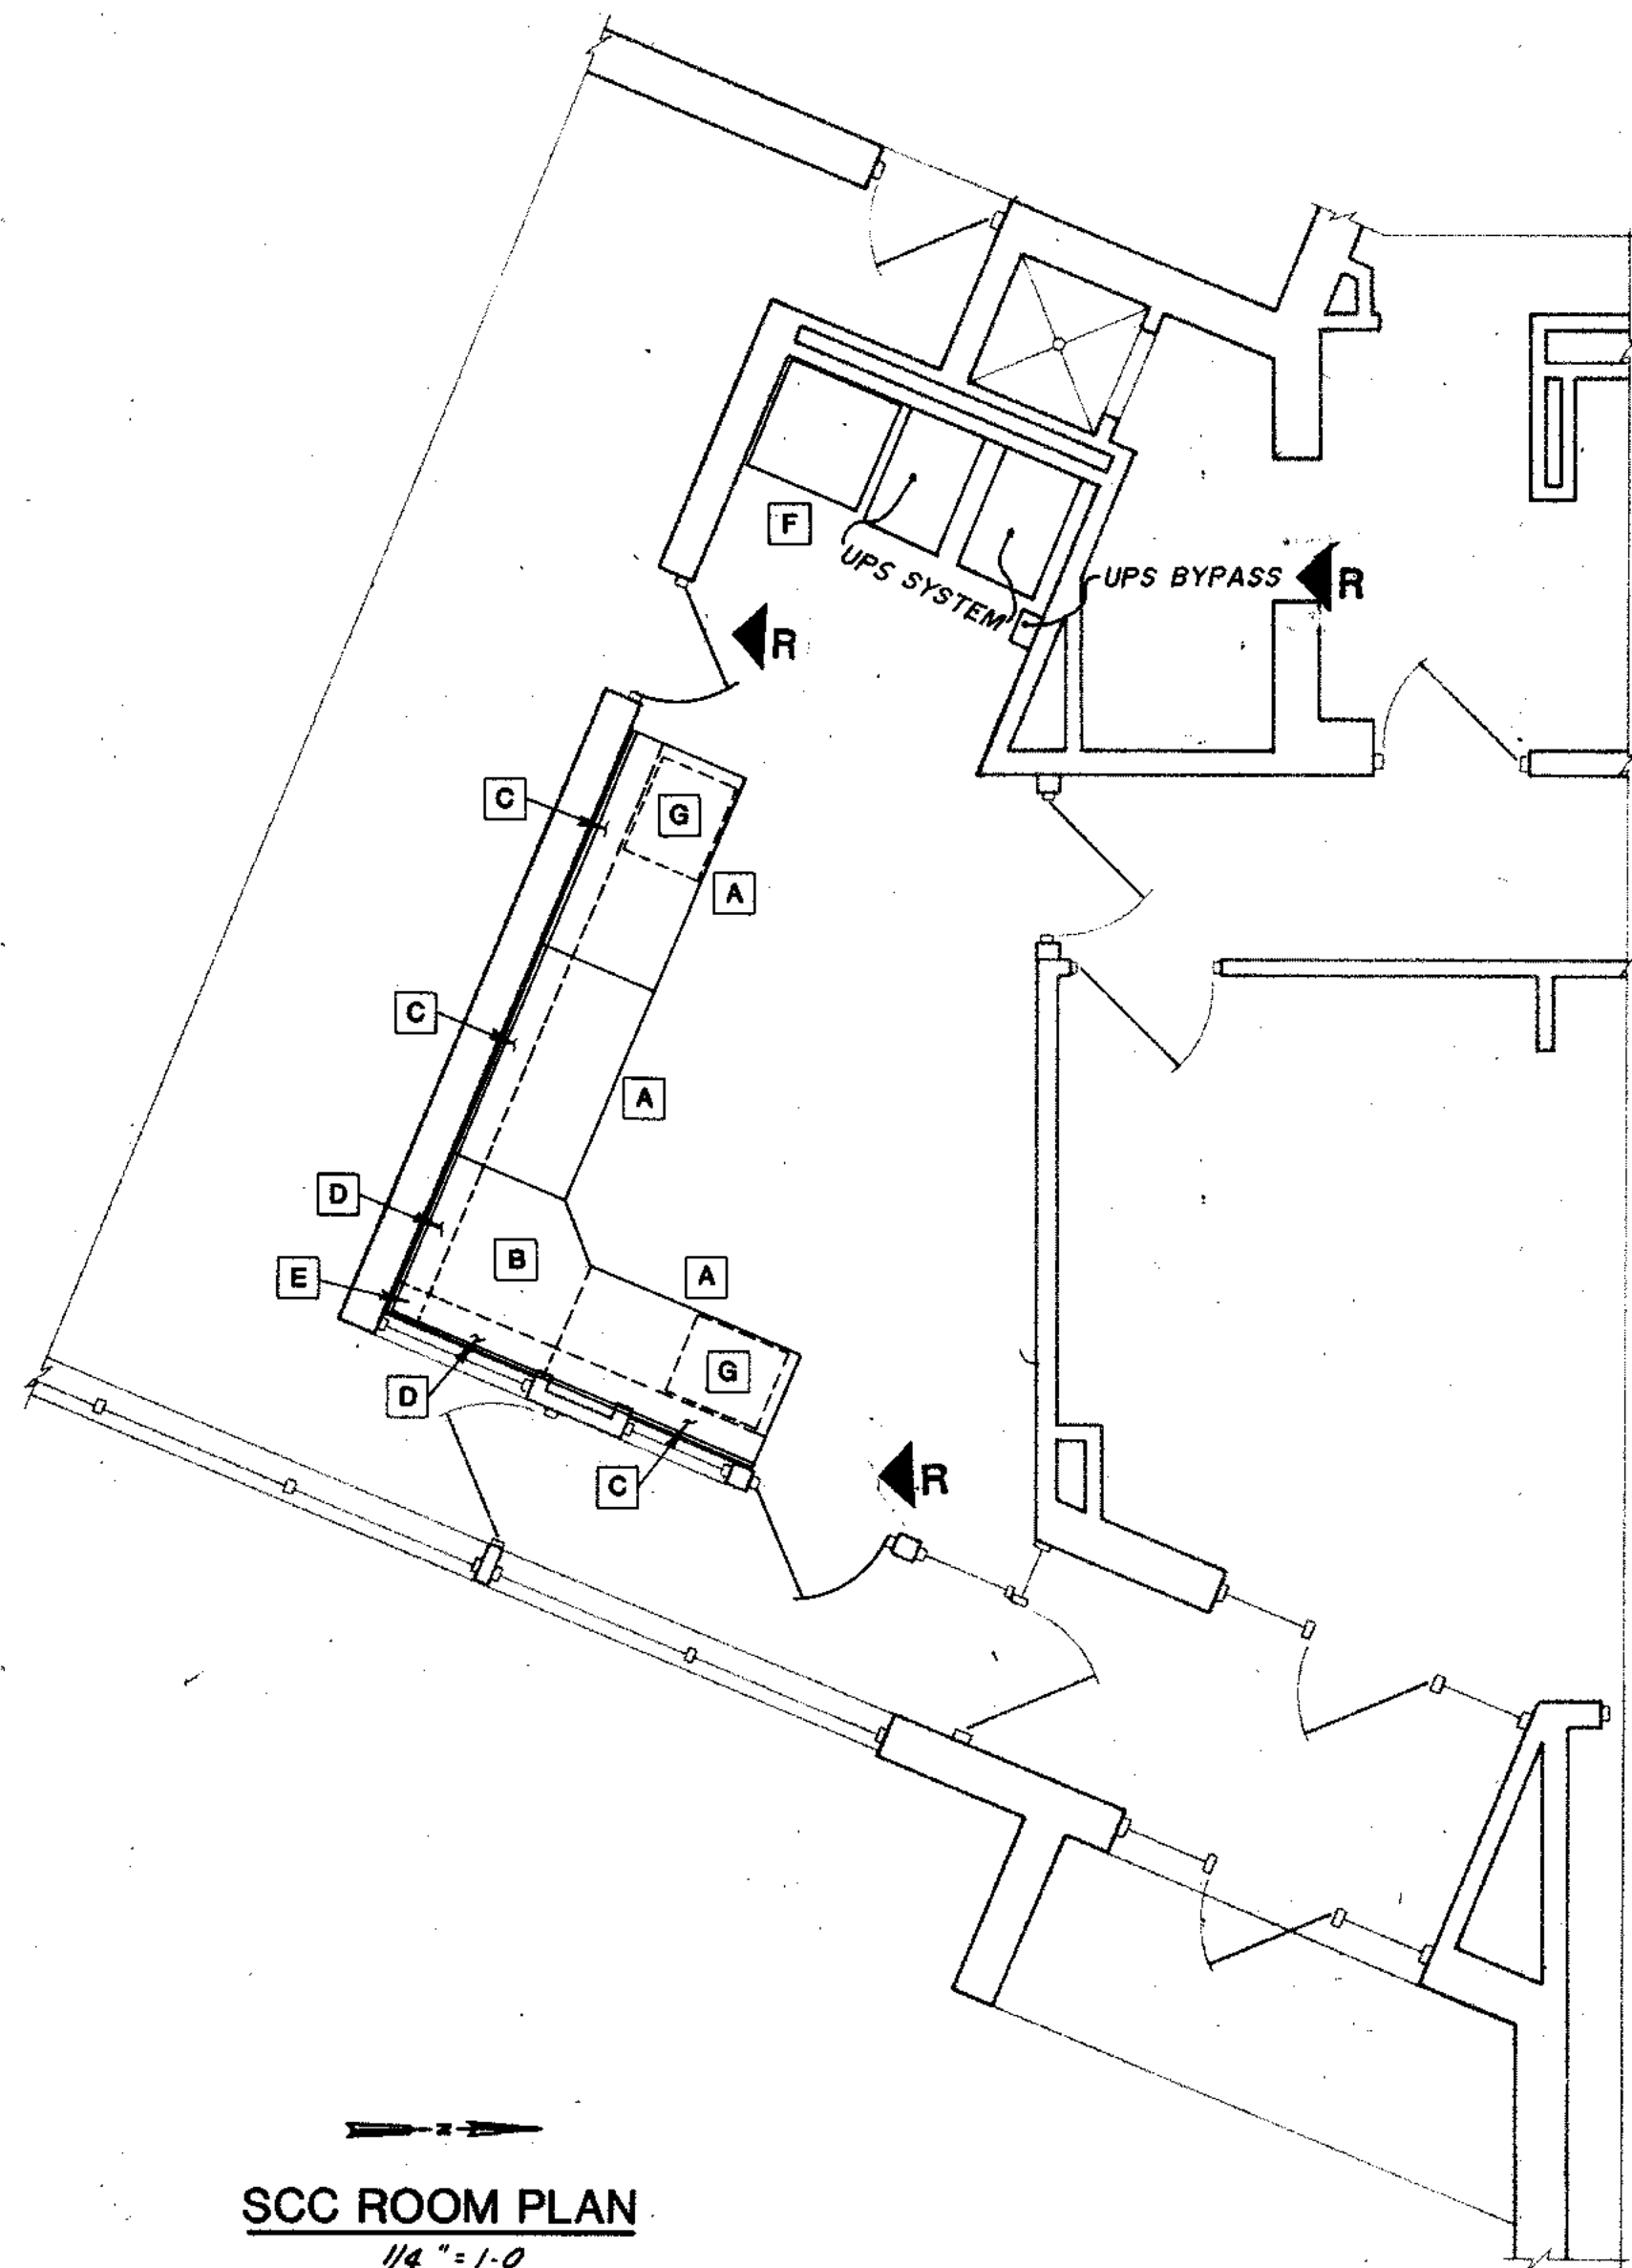 F
UPS SYSTEM
UPS BYPASS
R
R
C
G
A
C
A
D
B
E
A
G
D
C
R
N
SCC ROOM PLAN
1/4 " = 1-0